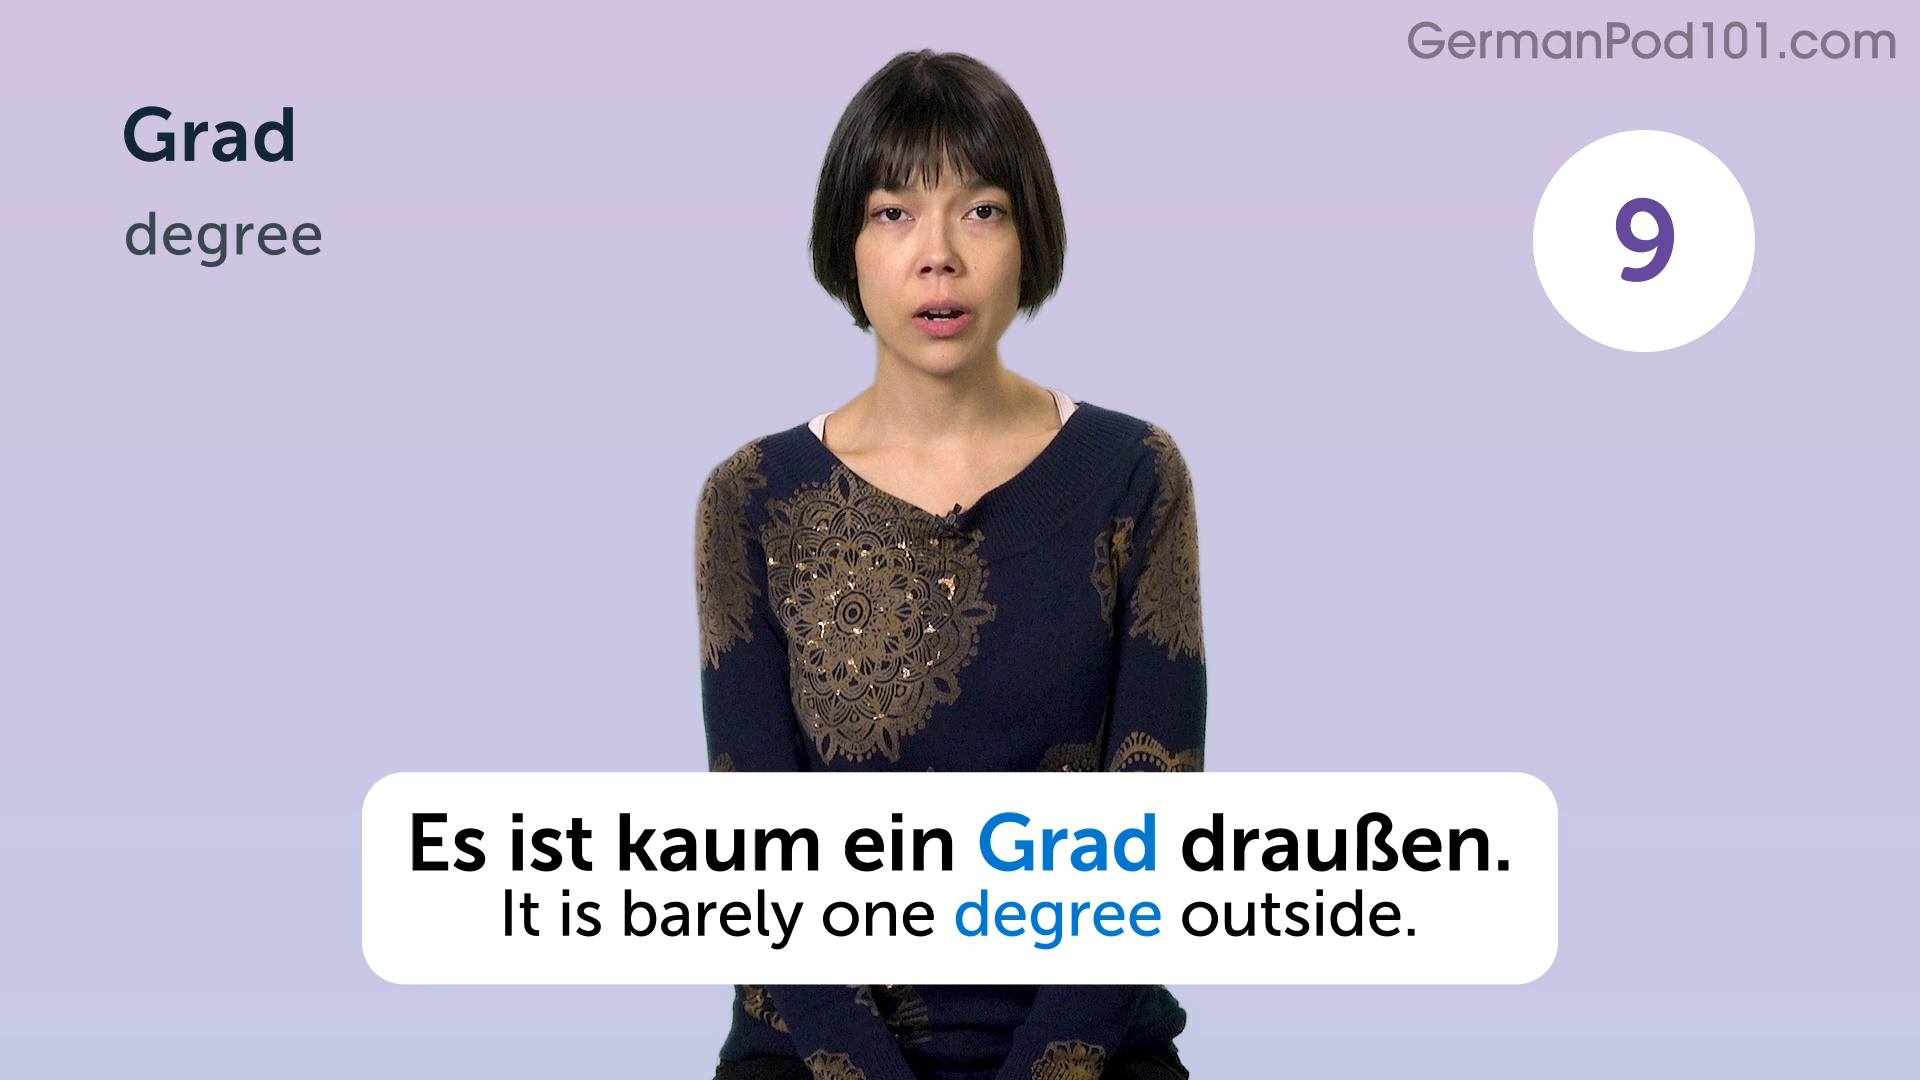 GermanPod101.com
Grad
degree
9
Es ist kaum ein Grad draußen.
It is barely one degree outside.